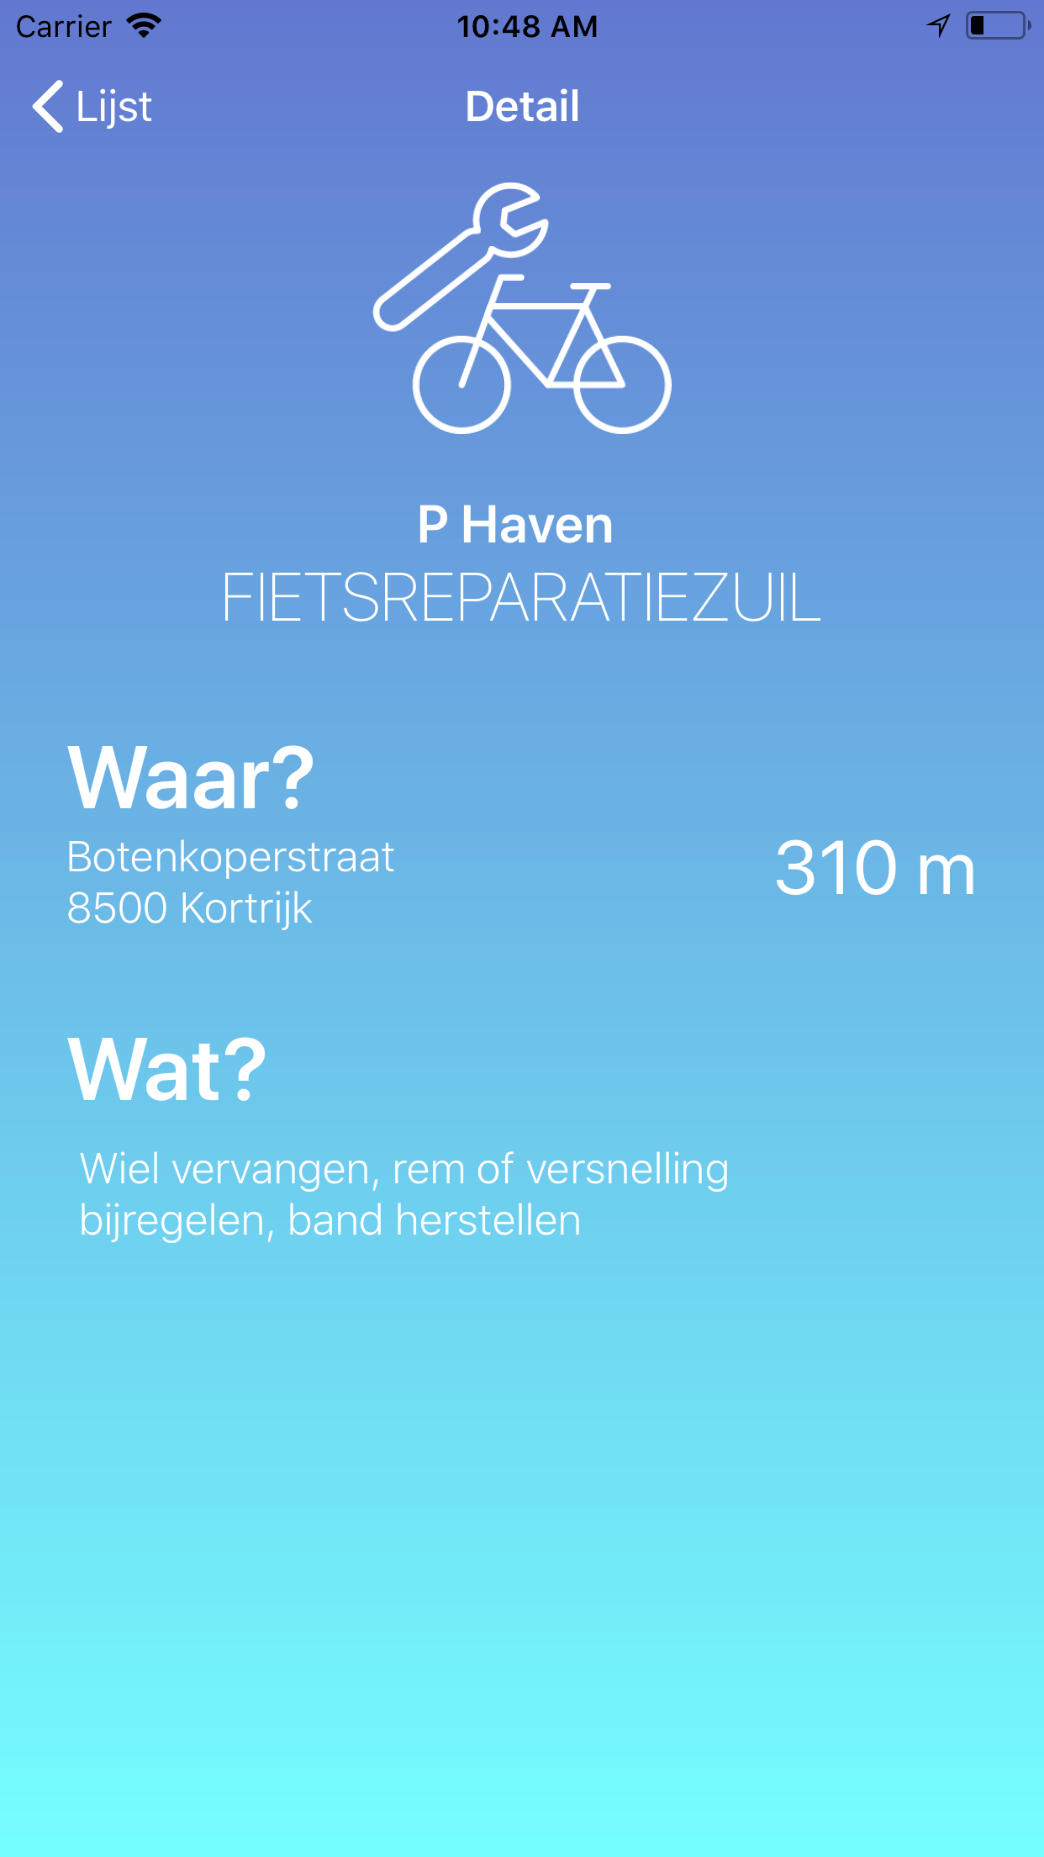 Carrier 10:48 AM
Lijst Detail
P Haven
FIETSREPARATIEZUIL
Waar?
Botenkoperstraat
8500 Kortrijk
310 m
Wat?
Wiel vervangen, rem of versnelling
bijregelen, band herstellen